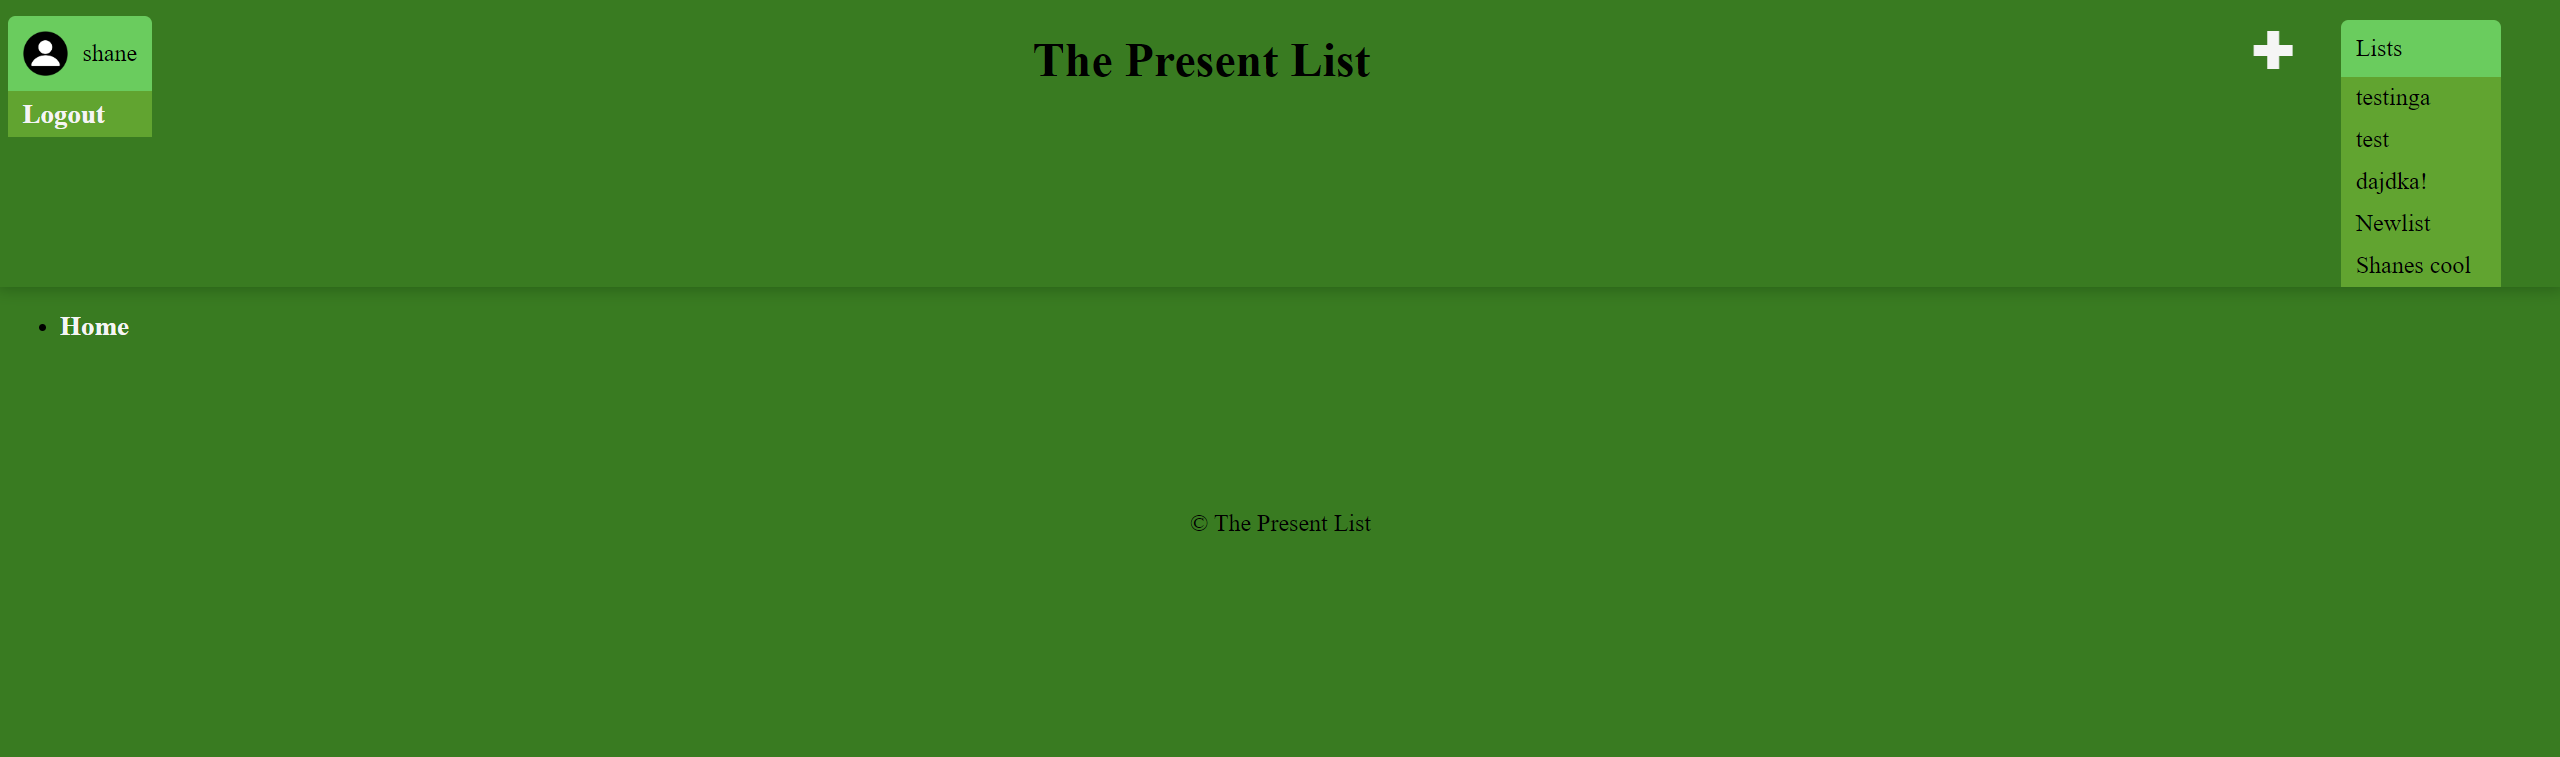 shane
Logout
The Present List
Lists
testinga
test
dajdka!
Newlist
Shanes cool
Home
© The Present List